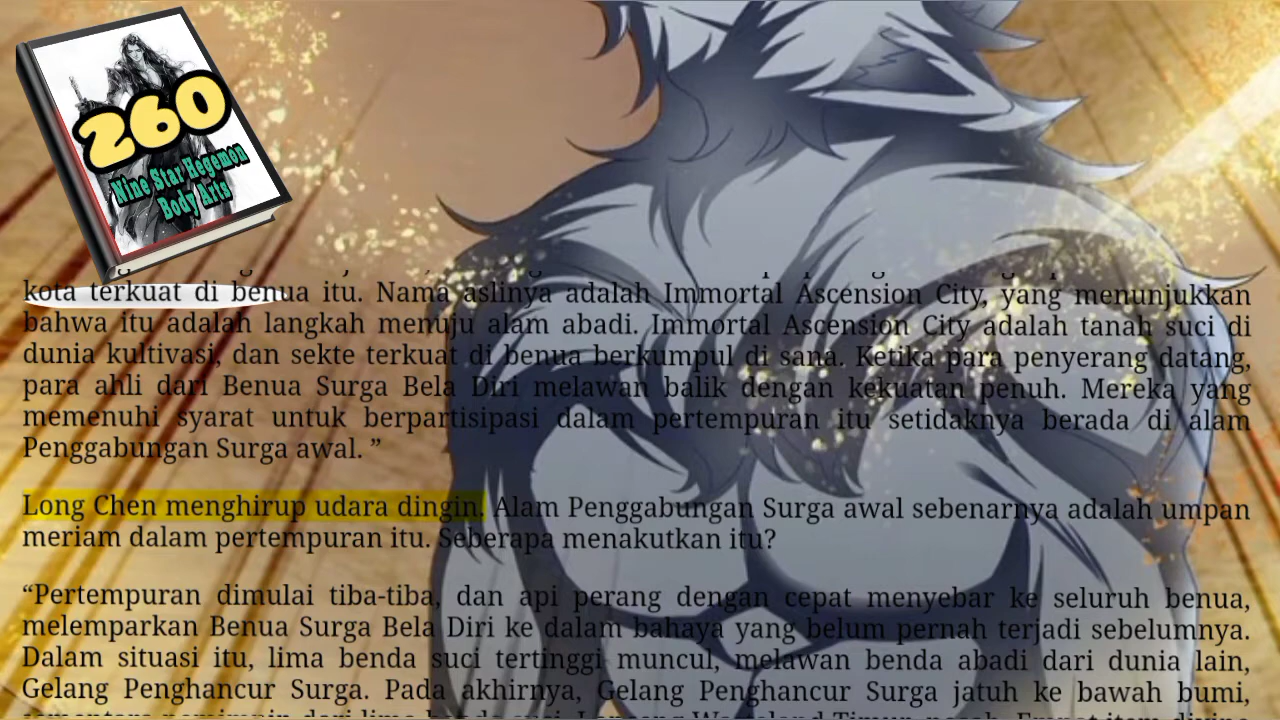 260
Nine Star Hegemon
Body Arts
kota terkuat di benua itu. Nama aslinya adalah Immortal Ascension City, yang menunjukkan
bahwa itu adalah langkah menuju alam abadi. Immortal Ascension City adalah tanah suci di
dunia kultivasi, dan sekte terkuat di benua berkumpul di sana. Ketika para penyerang datang,
para ahli dari Benua Surga Bela Diri melawan balik dengan kekuatan penuh. Mereka yang
memenuhi syarat untuk berpartisipasi dalam pertempuran itu setidaknya berada di alam
Penggabungan Surga awal. ”
Long Chen menghirup udara dingin. Alam Penggabungan Surga awal sebenarnya adalah umpan
meriam dalam pertempuran itu. Seberapa menakutkan itu?
“Pertempuran dimulai tiba-tiba, dan api perang dengan cepat menyebar ke seluruh benua,
melemparkan Benua Surga Bela Diri ke dalam bahaya yang belum pernah terjadi sebelumnya.
Dalam situasi itu, lima benda suci tertinggi muncul, melawan benda abadi dari dunia lain,
Gelang Penghancur Surga. Pada akhirnya, Gelang Penghancur Surga jatuh ke bawah bumi,